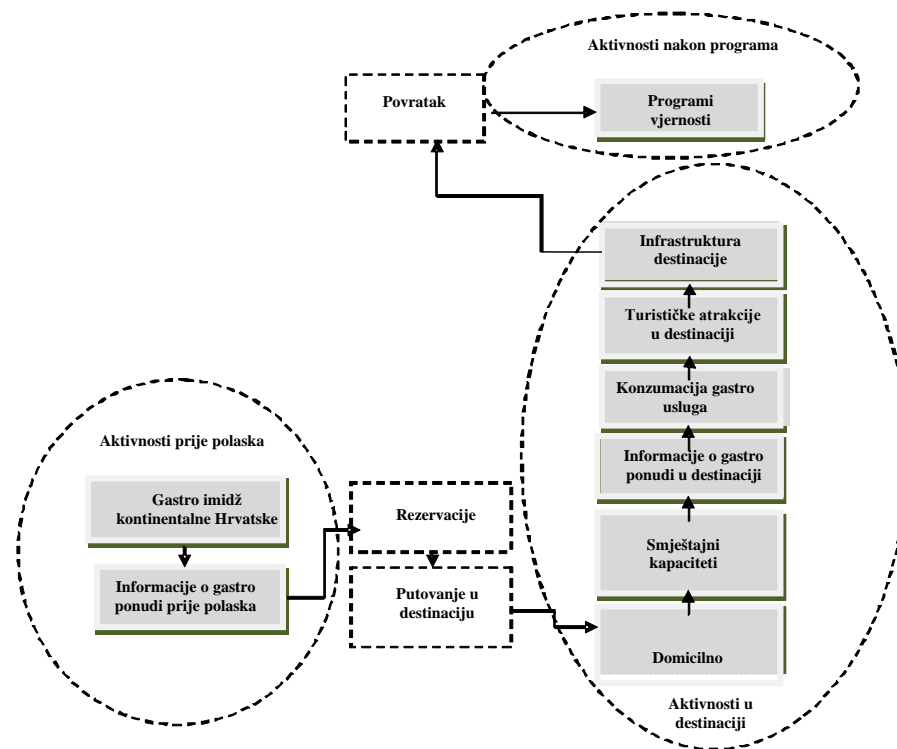 Aktivnosti nakon programa
Povratak
Programi
vjernosti
Infrastruktura
destinacije
Turističke atrakcije
u destinaciji
Konzumacija gastro
usluga
Informacije o gastro
ponudi u destinaciji
Smještajni
kapaciteti
Domicilno
Aktivnosti u
destinaciji
Aktivnosti prije polaska
Gastro imidž
kontinentalne Hrvatske
Informacije o gastro
ponudi prije polaska
Rezervacije
Putovanje u
destinaciju